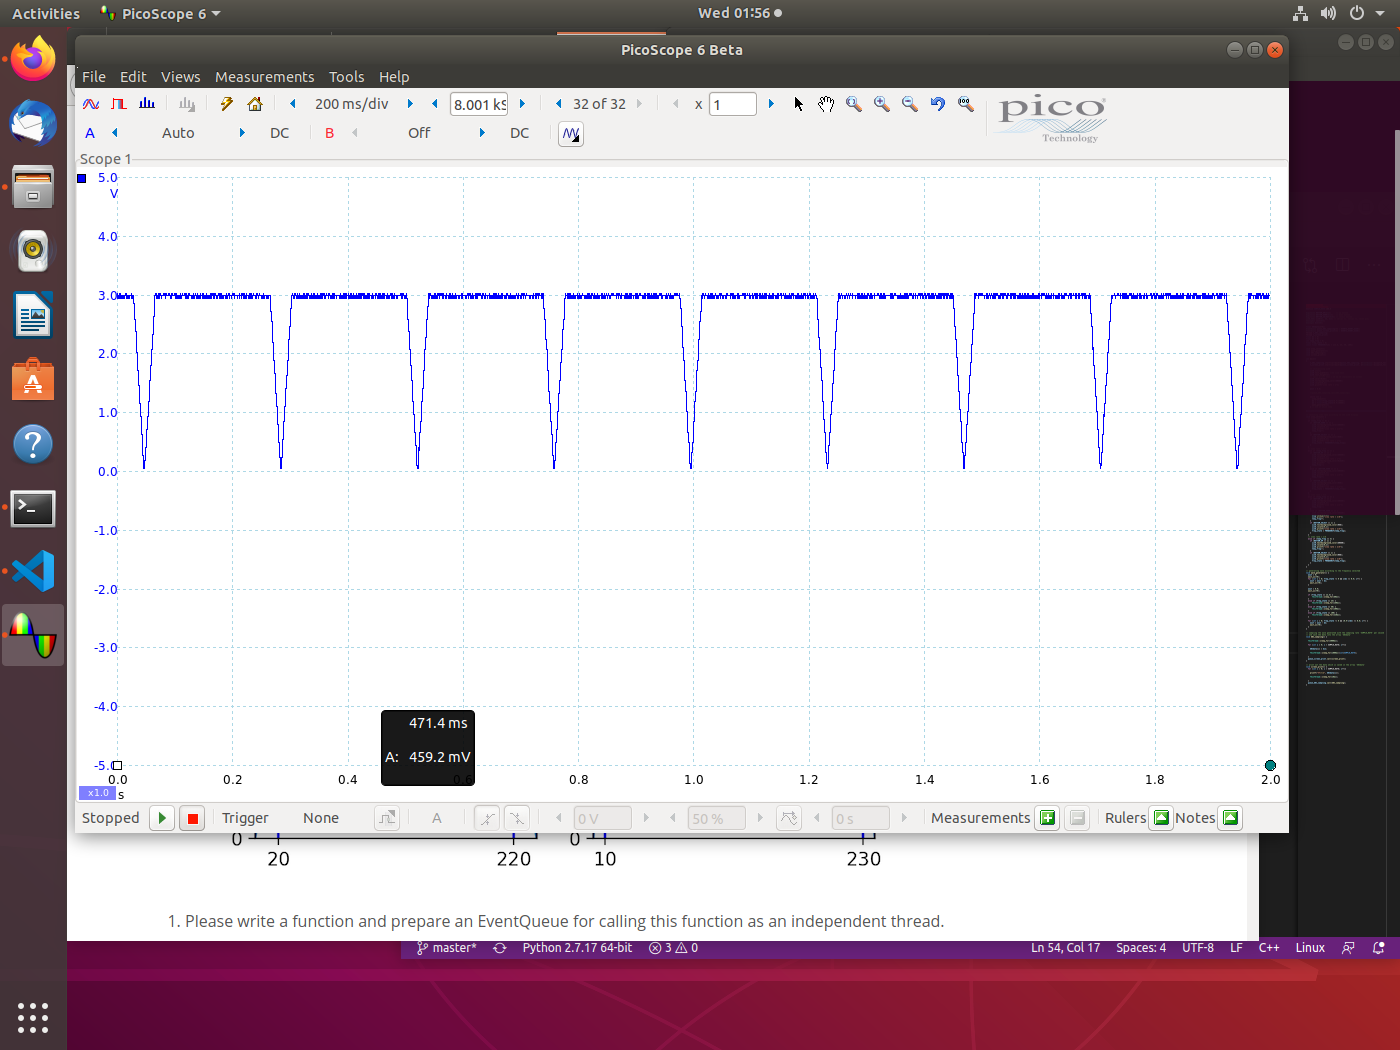 Activities PicoScope 6 Wed 01:56
PicoScope 6 Beta
File Edit Views Measurements Tools Help
200 ms/div 8.001 kS 32 of 32 x 1
pico
Technology
A Auto DC B Off DC
Scope 1
5.0
V
4.0
3.0
2.0
1.0
0.0
-1.0
-2.0
-3.0
-4.0
-5.0
471.4 ms
A: 459.2 mV
0.0 0.2 0.4 0.6 0.8 1.0 1.2 1.4 1.6 1.8 2.0
x1.0 s
Stopped Trigger None A 0 V 50 % 0 s Measurements Rulers Notes
0 0
20 220 10 230
1. Please write a function and prepare an EventQueue for calling this function as an independent thread.
master* Python 2.7.17 64-bit 3 0 Ln 54, Col 17 Spaces: 4 UTF-8 LF C++ Linux